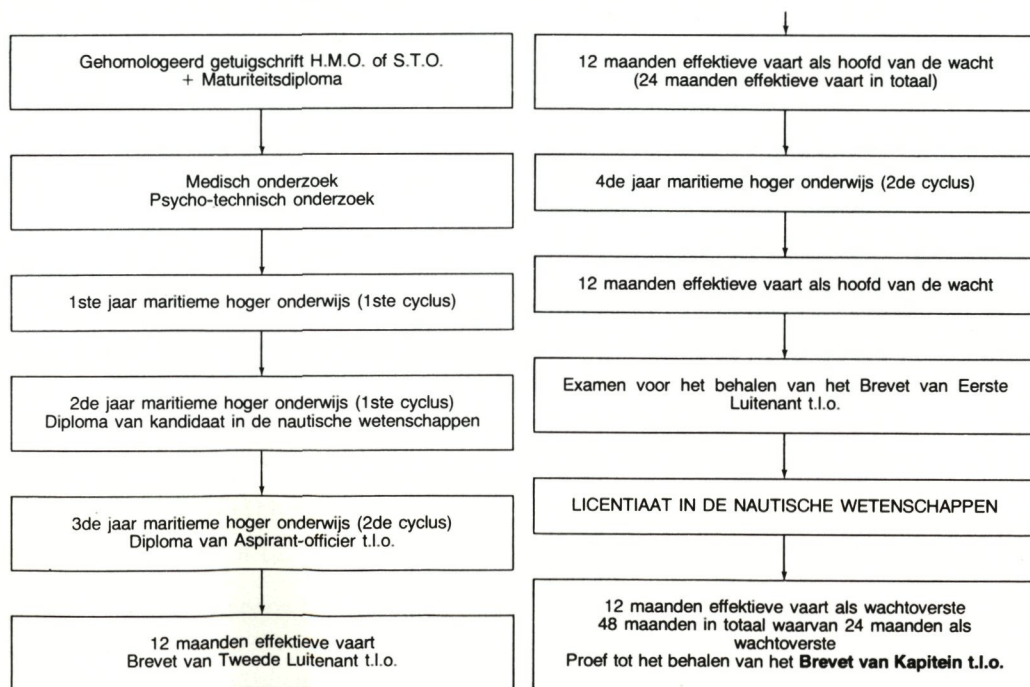 Gehomologeerd getuigschrift H.M.O. of S.T.O.
+ Maturiteitsdiploma
Medisch onderzoek
Psycho-technisch onderzoek
1ste jaar maritieme hoger onderwijs (1ste cyclus)
2de jaar maritieme hoger onderwijs (1ste cyclus)
Diploma van kandidaat in de nautische wetenschappen
3de jaar maritieme hoger onderwijs (2de cyclus)
Diploma van Aspirant-officier t.l.o.
12 maanden effektieve vaart
Brevet van Tweede Luitenant t.l.o.
12 maanden effektieve vaart als hoofd van de wacht
(24 maanden effektieve vaart in totaal)
4de jaar maritieme hoger onderwijs (2de cyclus)
12 maanden effektieve vaart als hoofd van de wacht
Examen voor het behalen van het Brevet van Eerste
Luitenant t.l.o.
LICENTIAAT IN DE NAUTISCHE WETENSCHAPPEN
12 maanden effektieve vaart als wachtoverste
48 maanden in totaal waarvan 24 maanden als
wachtoverste
Proef tot het behalen van het Brevet van Kapitein t.l.o.